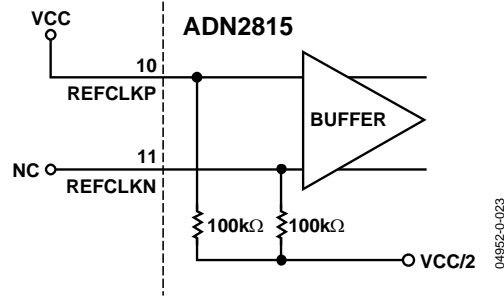 VCC
ADN2815
10
REFCLKP
BUFFER
11
NC
REFCLKN
100kΩ 100kΩ
VCC/2
04952-0-023